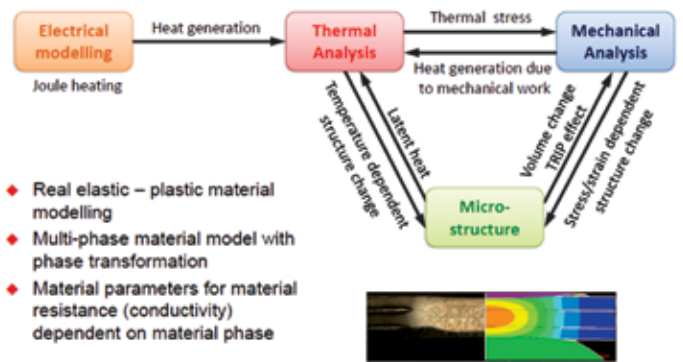 Electrical
modelling
Joule heating
Heat generation
Thermal
Analysis
Thermal stress
Heat generation due
to mechanical work
Mechanical
Analysis
Temperature dependent
structure change
Latent heat
Volume change
TRIP effect
Stress/strain dependent
structure change
Micro-
structure
Real elastic – plastic material
modelling
Multi-phase material model with
phase transformation
Material parameters for material
resistance (conductivity)
dependent on material phase